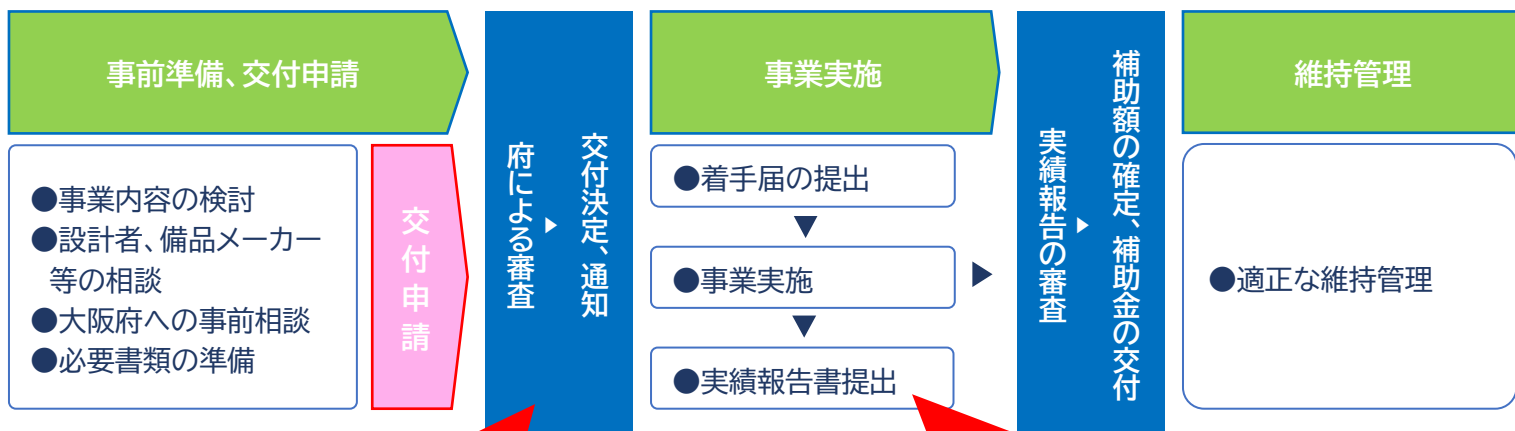 事前準備、交付申請
●事業内容の検討
●設計者、備品メーカー
等の相談
●大阪府への事前相談
●必要書類の準備
交付申請
府による審査
▶
交付決定、通知
事業実施
●着手届の提出
▼
●事業実施
▼
●実績報告書提出
▶
実績報告の審査
▶
補助額の確定、補助金の交付
維持管理
●適正な維持管理